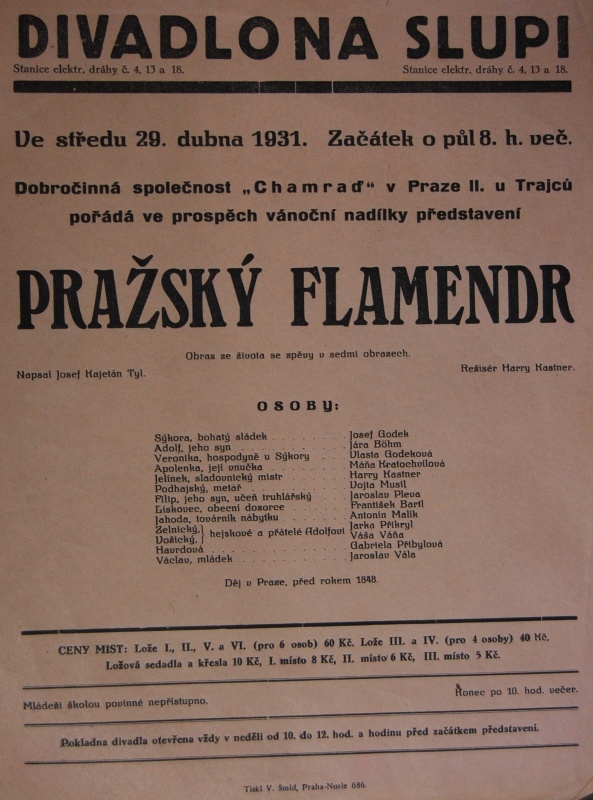 DIVADLO NA SLUPI
Stanice elektr. dráhy č. 4, 13 a 18. Stanice elektr. dráhy č. 4, 13 a 18.
Ve středu 29. dubna 1931. Začátek o půl 8. h. več.
Dobročinná společnost „Chamraď“ v Praze II. u Trajců
pořádá ve prospěch vánoční nadílky představení
PRAŽSKÝ FLAMENDR
Obraz ze života se zpěvy v sedmi obrazech.
Napsal Josef Kajetán Tyl. Režisér Harry Kastner.
OSOBY:
Sýkora, bohatý sládek . . . . . . Josef Godek
Adolf, jeho syn . . . . . . Jára Böhm
Veronika, hospodyně u Sýkory . . . . Vlasta Godeková
Apolenka, její vnučka . . . . . . Máňa Kratochvílová
Jelínek, sladovnický mistr . . . . . . Harry Kastner
Podhajský, metař . . . . . . Vojta Musil
Filip, jeho syn, učeň truhlářský . . . . Jaroslav Pleva
Lískovec, obecní dozorce . . . . . . František Bartl
Jahoda, továrník nábytku . . . . . . Antonín Malík
Zelnický, } hejskové a přátelé Adolfovi Jarka Přikryl
Vožický, } Váša Váňa
Havrdová . . . . . . Gabriela Přibylová
Václav, mládek . . . . . . Jaroslav Vála
Děj v Praze, před rokem 1848.
CENY MÍST: Lože I., II., V. a VI. (pro 6 osob) 60 Kč. Lože III. a IV. (pro 4 osoby) 40 Kč.
Ložová sedadla a křesla 10 Kč, I. místo 8 Kč, II. místo 6 Kč, III. místo 5 Kč.
Mládeži školou povinné nepřístupno. Konec po 10. hod. večer.
Pokladna divadla otevřena vždy v neděli od 10. do 12. hod. a hodinu před začátkem představení.
Tiskl V. Šmíd, Praha-Nusle 686.